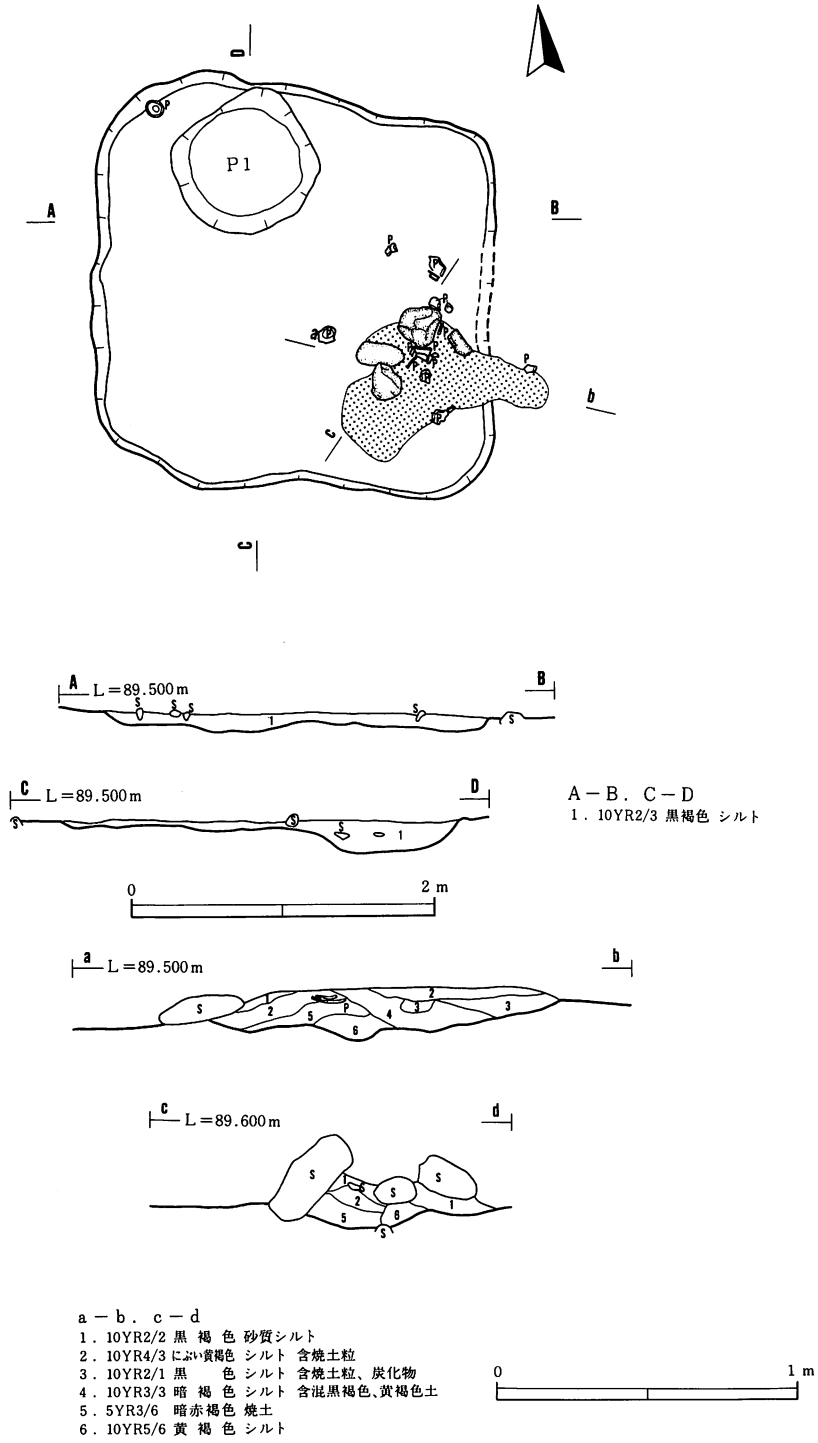 D
P
P1
A
B
P
P
P
a P
P P
P
P P
P
P
b
P
c
C
A L=89.500m B
S S S S S
1
C L=89.500m D
S S S 1
A-B. C-D
1. 10YR2/3 黒褐色 シルト
0 2m
a L=89.500m b
S 1 2 5 P 6 4 3 2 3
c L=89.600m d
S 1 S 2 5 S 6 S 1
S
a-b. c-d
1. 10YR2/2 黒褐色 砂質シルト
2. 10YR4/3 にぶい黄褐色 シルト 含焼土粒
3. 10YR2/1 黒 色 シルト 含焼土粒、炭化物
4. 10YR3/3 暗褐色 シルト 含混黒褐色、黄褐色土
5. 5YR3/6 暗赤褐色 焼土
6. 10YR5/6 黄褐色 シルト
0 1m